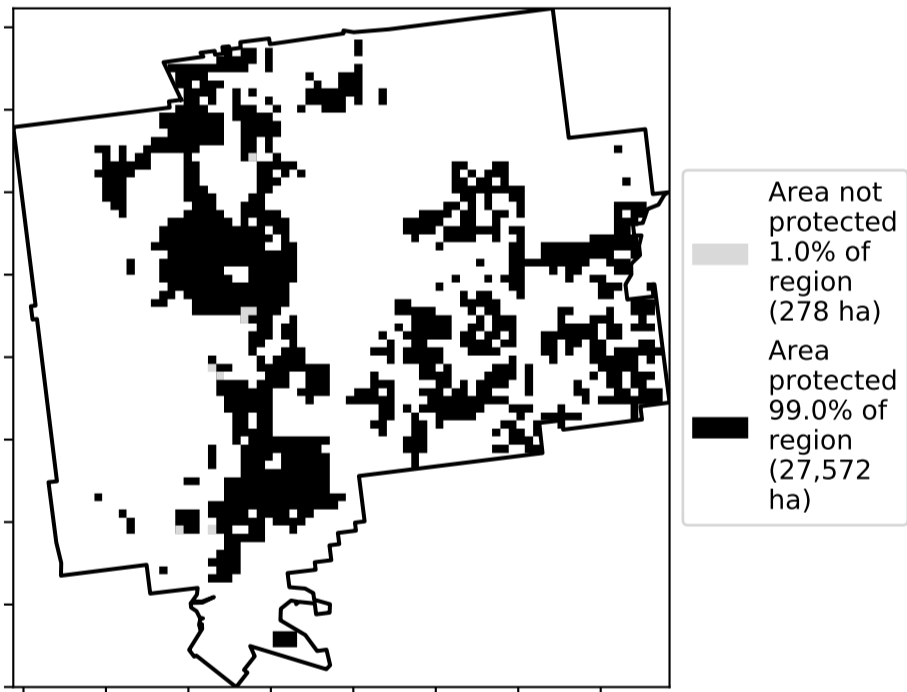 Area not
protected
1.0% of
region
(278 ha)
Area
protected
99.0% of
region
(27,572
ha)